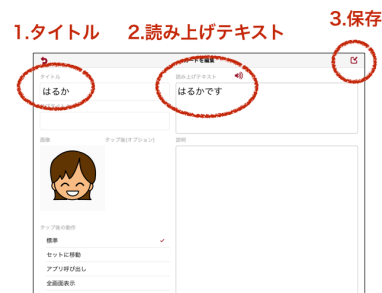 1.タイトル 2.読み上げテキスト 3.保存
カードを編集
タイトル 読み上げテキスト
はるか はるかです
画像 タップ後(オプション) 説明
タップ後の動作
標準
セットに移動
アプリ呼び出し
全画面表示